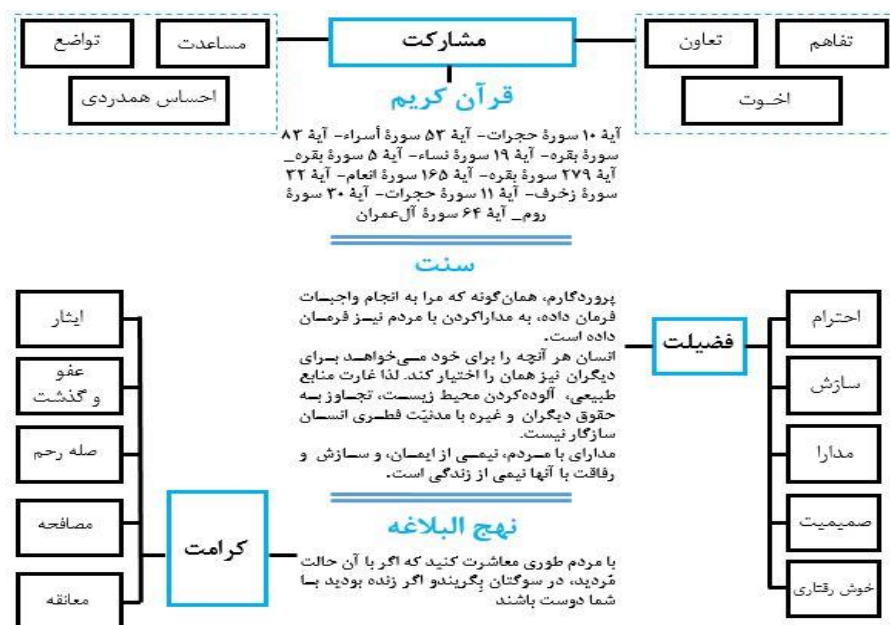 مشارکت
تفاهم
تعاون
اخـوت
مساعدت
تواضع
احساس همدردی
قرآن کریم
آیهٔ ۱۰ سورهٔ حجرات- آیهٔ ۵۳ سورهٔ أسراء- آیهٔ ۸۳
سورهٔ بقره- آیهٔ ۱۹ سورهٔ نساء- آیهٔ ۵ سورهٔ بقره_
آیهٔ ۲۷۹ سورهٔ بقره- آیهٔ ۱۶۵ سورهٔ انعام- آیهٔ ۳۲
سورهٔ زخرف- آیهٔ ۱۱ سورهٔ حجرات- آیهٔ ۳۰ سورهٔ
روم_ آیهٔ ۶۴ سورهٔ آل‌عمران
سنت
پروردگارم، همان‌گونه که مرا به انجام واجبـات
فرمان داده، به مداراکردن با مردم نیـز فرمـان
داده است.
انسان هر آنچه را برای خود مـی‌خواهـد بـرای
دیگران نیز همان را اختیار کند. لذا غارت منابع
طبیعی، آلوده‌کردن محیط زیسـت، تجـاوز بـه
حقوق دیگران و غیره با مدنیّت فطـری انسـان
سازگار نیست.
مدارای با مـردم، نیمـی از ایمـان، و سـازش و
رفاقت با آنها نیمی از زندگی است.
فضیلت
احترام
سازش
مدارا
صمیمیت
خوش رفتاری
نهج البلاغه
با مردم طوری معاشرت کنید که اگر با آن حالت
مُردید، در سوگتان بِگریندو اگر زنده بودید بـا
شما دوست باشند
کرامت
ایثار
عفو
و گذشت
صله رحم
مصافحه
معانقه